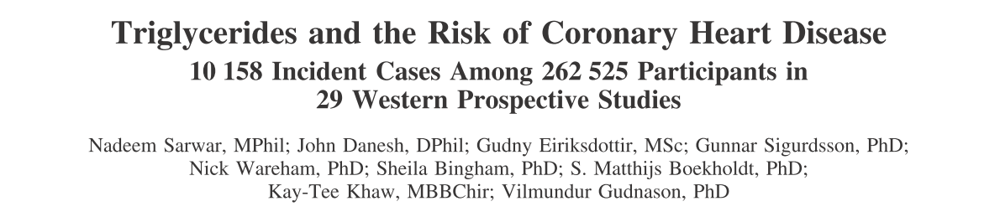 Triglycerides and the Risk of Coronary Heart Disease
10 158 Incident Cases Among 262 525 Participants in
29 Western Prospective Studies
Nadeem Sarwar, MPhil; John Danesh, DPhil; Gudny Eiriksdottir, MSc; Gunnar Sigurdsson, PhD;
Nick Wareham, PhD; Sheila Bingham, PhD; S. Matthijs Boekholdt, PhD;
Kay-Tee Khaw, MBBChir; Vilmundur Gudnason, PhD